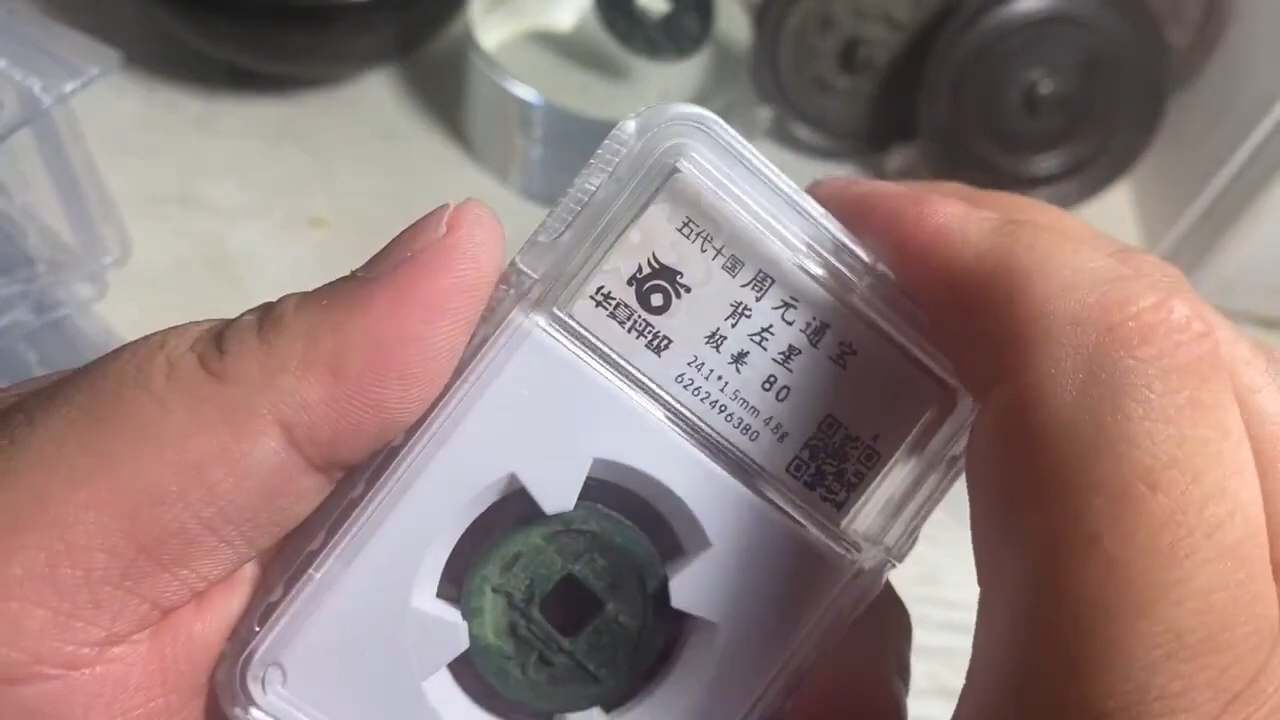 五代十国
华夏评级
周元通宝
背左星
极美 80
24.1*1.5mm 4.8g
6262496380